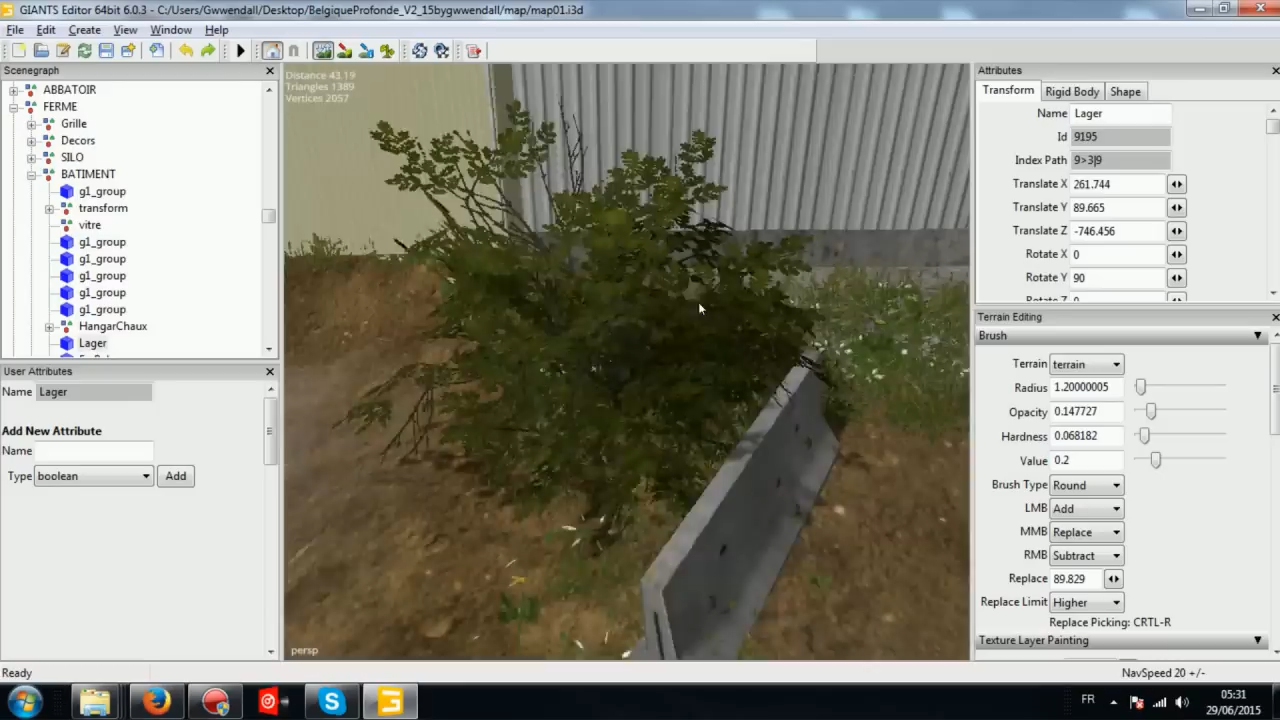 GIANTS Editor 64bit 6.0.3 - C:/Users/Gwwendall/Desktop/BelgiqueProfonde_V2_15bygwwendall/map/map01.i3d
File Edit Create View Window Help
Scenegraph
ABBATOIR
FERME
Grille
Decors
SILO
BATIMENT
g1_group
transform
vitre
g1_group
g1_group
g1_group
g1_group
g1_group
HangarChaux
Lager
User Attributes
Name Lager
Add New Attribute
Name
Type boolean Add
Distance 43.19
Triangles 1389
Vertices 2057
persp
Attributes
Transform Rigid Body Shape
Name Lager
Id 9195
Index Path 9>3|9
Translate X 261.744
Translate Y 89.665
Translate Z -746.456
Rotate X 0
Rotate Y 90
Rotate Z 0
Terrain Editing
Brush
Terrain terrain
Radius 1.20000005
Opacity 0.147727
Hardness 0.068182
Value 0.2
Brush Type Round
LMB Add
MMB Replace
RMB Subtract
Replace 89.829
Replace Limit Higher
Replace Picking: CRTL-R
Texture Layer Painting
Ready
NavSpeed 20 +/-
FR
05:31
29/06/2015